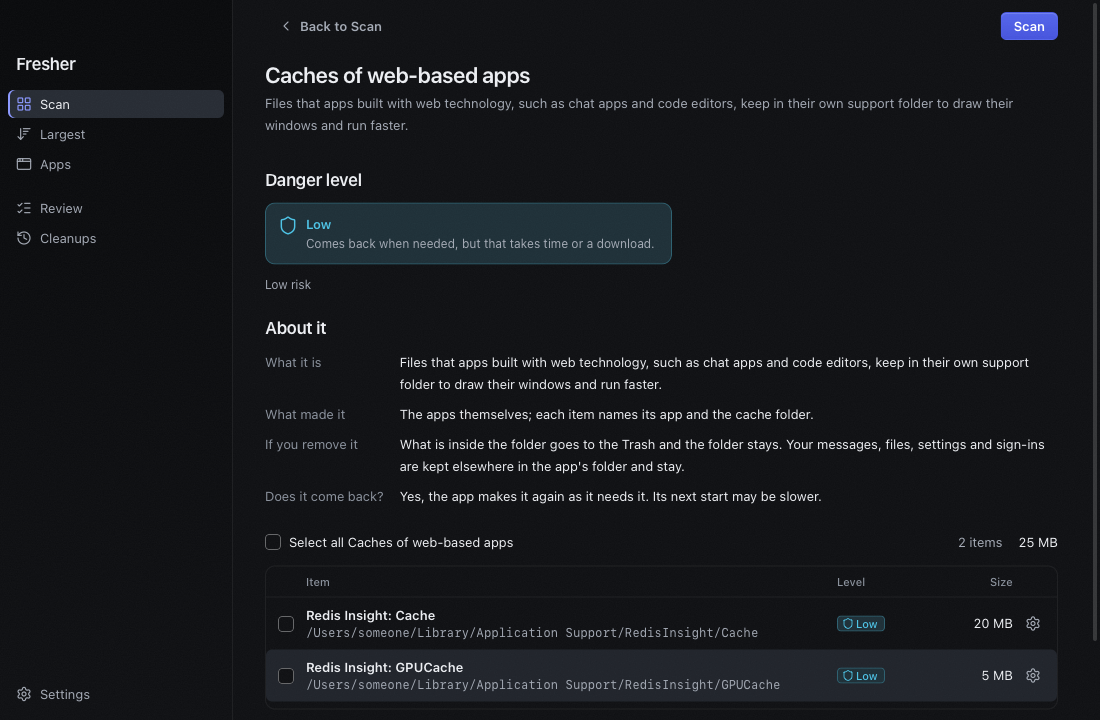 Back to Scan
Scan
Fresher
Scan
Largest
Apps
Review
Cleanups
Settings
Caches of web-based apps
Files that apps built with web technology, such as chat apps and code editors, keep in their own support folder to draw their
windows and run faster.
Danger level
Low
Comes back when needed, but that takes time or a download.
Low risk
About it
What it is
Files that apps built with web technology, such as chat apps and code editors, keep in their own support
folder to draw their windows and run faster.
What made it
The apps themselves; each item names its app and the cache folder.
If you remove it
What is inside the folder goes to the Trash and the folder stays. Your messages, files, settings and sign-ins
are kept elsewhere in the app's folder and stay.
Does it come back?
Yes, the app makes it again as it needs it. Its next start may be slower.
Select all Caches of web-based apps
2 items 25 MB
Item Level Size
Redis Insight: Cache
/Users/someone/Library/Application Support/RedisInsight/Cache
Low
20 MB
Redis Insight: GPUCache
/Users/someone/Library/Application Support/RedisInsight/GPUCache
Low
5 MB